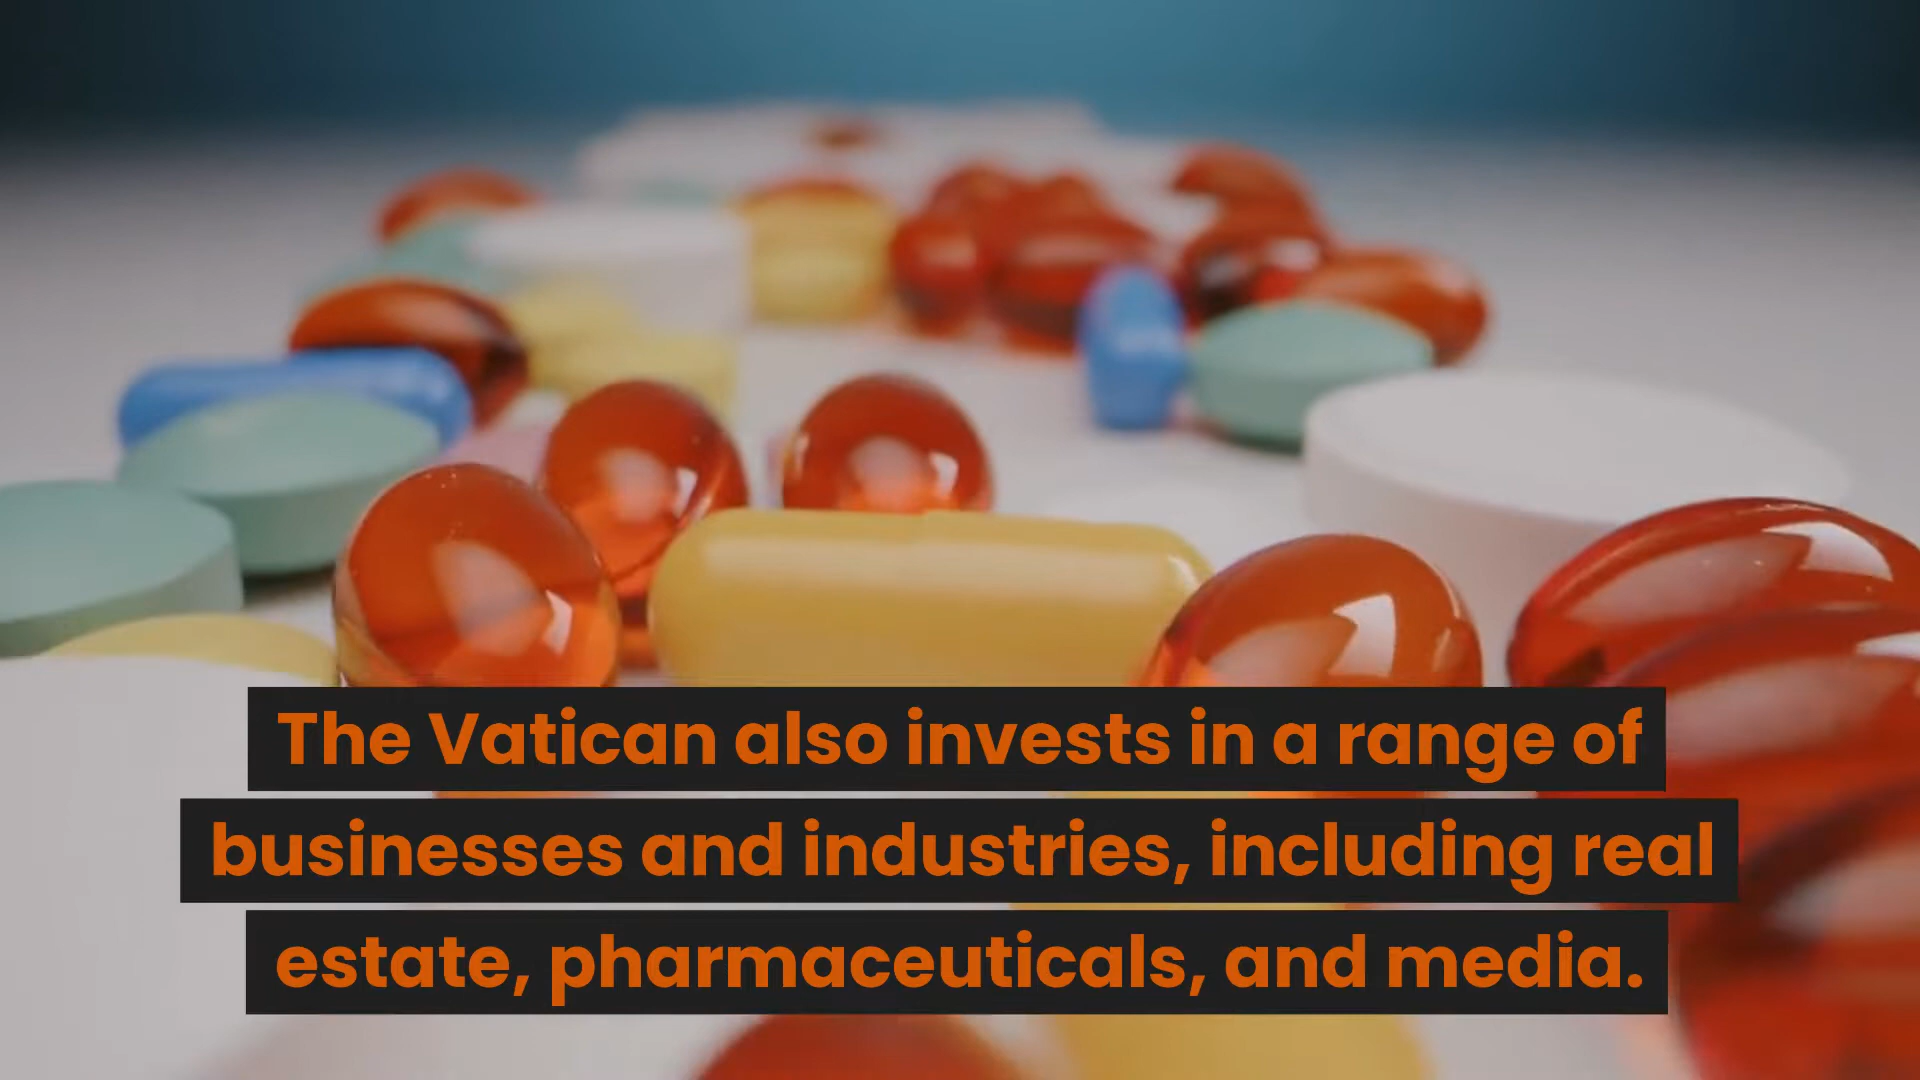 The Vatican also invests in a range of
businesses and industries, including real
estate, pharmaceuticals, and media.